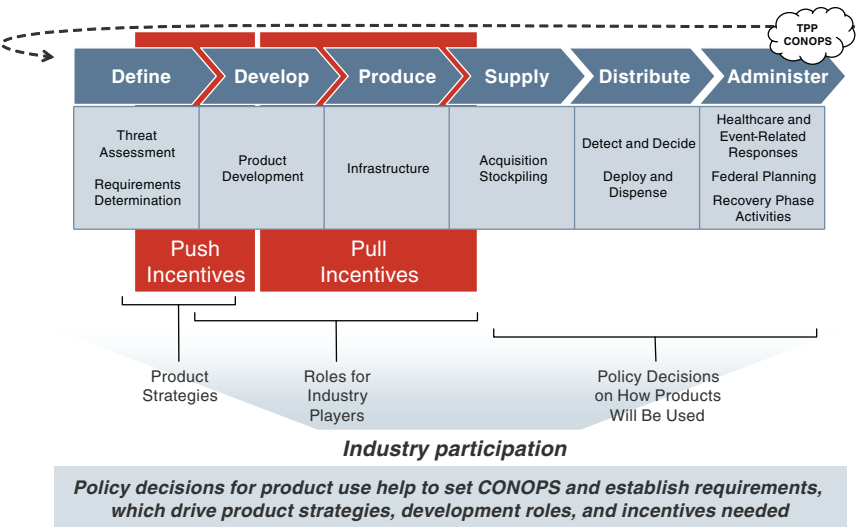 TPP
CONOPS
Define
Develop
Produce
Supply
Distribute
Administer
Threat
Assessment
Requirements
Determination
Product
Development
Infrastructure
Acquisition
Stockpiling
Detect and Decide
Deploy and
Dispense
Healthcare and
Event-Related
Responses
Federal Planning
Recovery Phase
Activities
Push
Incentives
Pull
Incentives
Product
Strategies
Roles for
Industry
Players
Policy Decisions
on How Products
Will Be Used
Industry participation
Policy decisions for product use help to set CONOPS and establish requirements,
which drive product strategies, development roles, and incentives needed